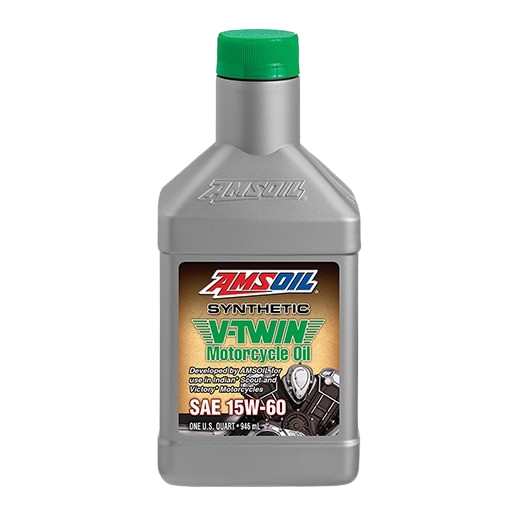 AMSOIL
AMSOIL®
SYNTHETIC
V-TWIN
Motorcycle Oil
Developed by AMSOIL for
use in Indian® Scout and
Victory® Motorcycles
SAE 15W-60
ONE U.S. QUART • 946 mL